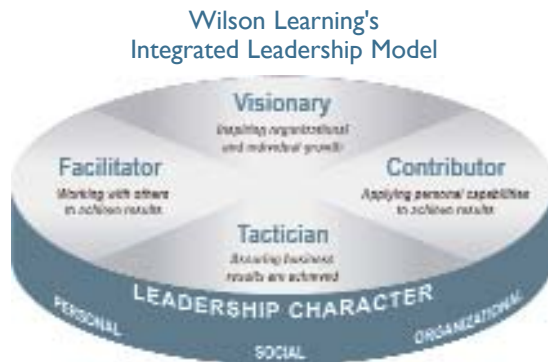 Wilson Learning's
Integrated Leadership Model
Visionary
Inspiring organizational
and individual growth
Facilitator
Working with others
to achieve results
Contributor
Applying personal capabilities
to achieve results
Tactician
Ensuring business
results are achieved
LEADERSHIP CHARACTER
PERSONAL
SOCIAL
ORGANIZATIONAL